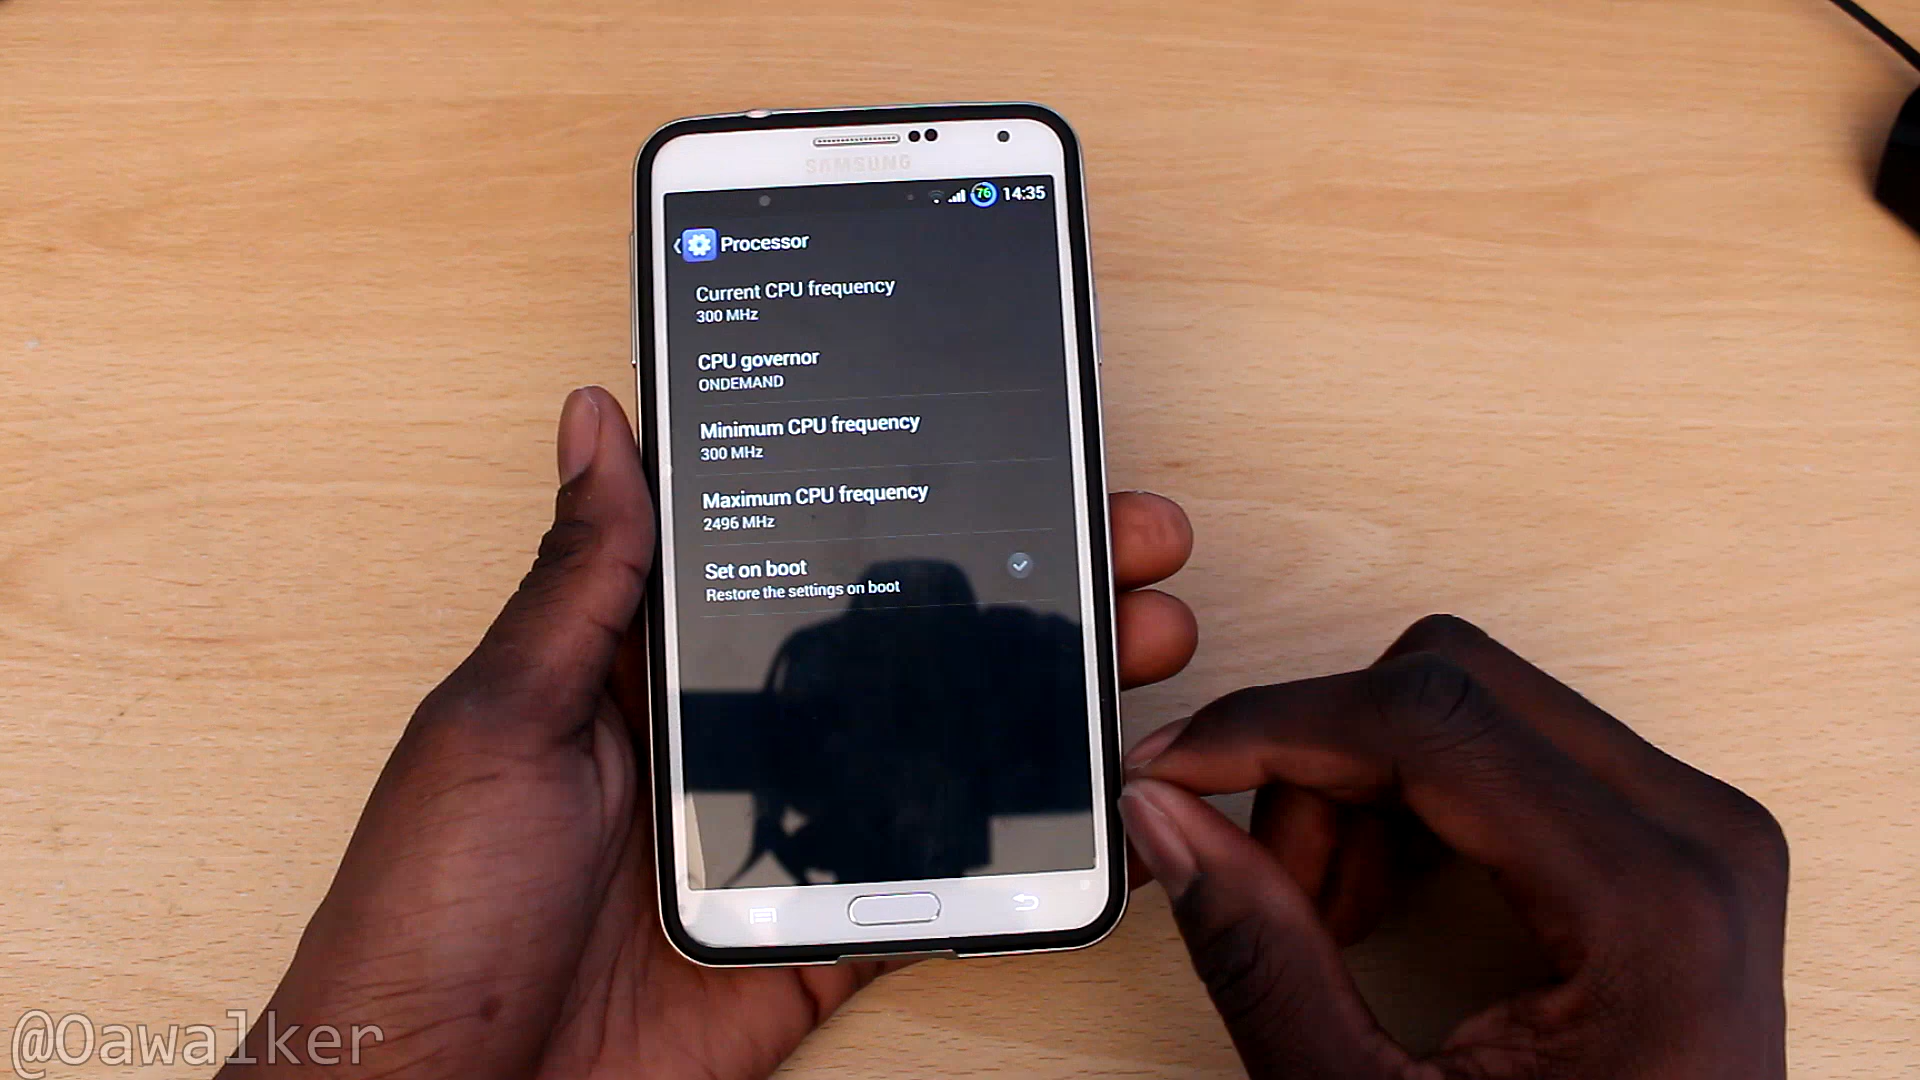 SAMSUNG
76 14:35
Processor
Current CPU frequency
300 MHz
CPU governor
ONDEMAND
Minimum CPU frequency
300 MHz
Maximum CPU frequency
2496 MHz
Set on boot
Restore the settings on boot
@Oawalker